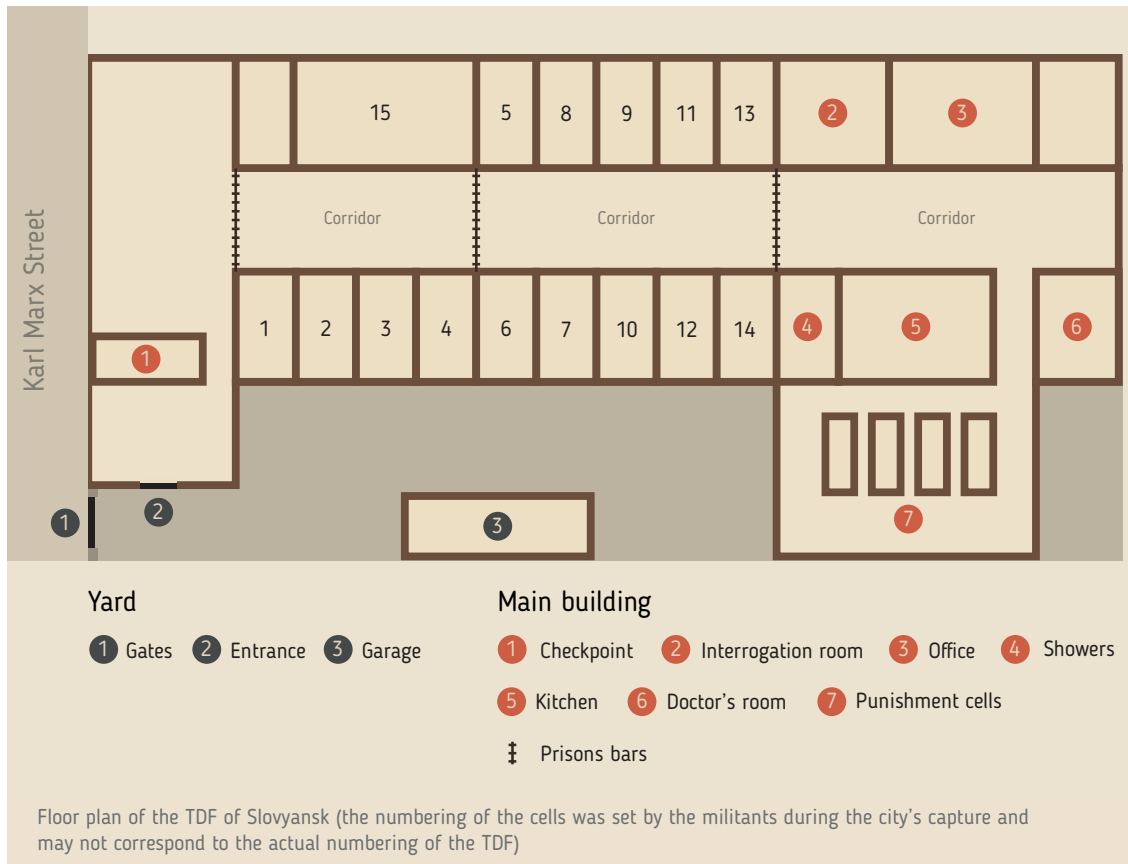 Karl Marx Street
15
5
8
9
11
13
2
3
Corridor
Corridor
Corridor
1
2
3
4
6
7
10
12
14
4
5
6
1
7
1
2
3
Yard
1 Gates 2 Entrance 3 Garage
Main building
1 Checkpoint 2 Interrogation room 3 Office 4 Showers
5 Kitchen 6 Doctor's room 7 Punishment cells
Prisons bars
Floor plan of the TDF of Slovyansk (the numbering of the cells was set by the militants during the city's capture and
may not correspond to the actual numbering of the TDF)